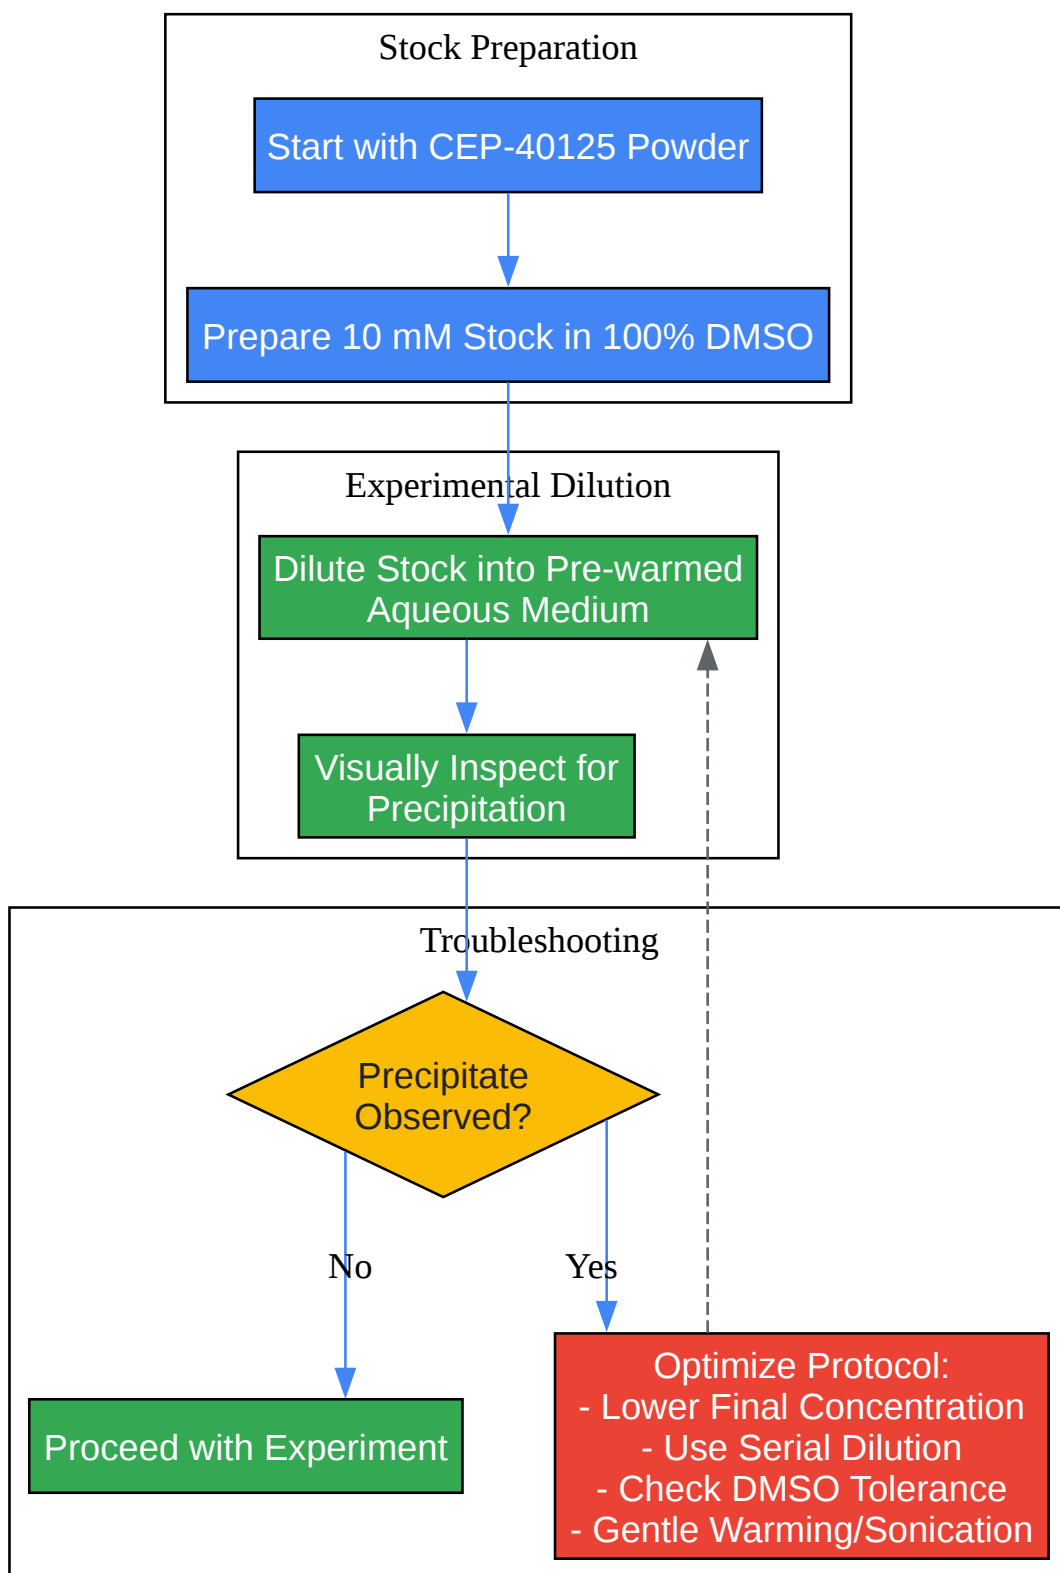 Stock Preparation
Start with CEP-40125 Powder
Prepare 10 mM Stock in 100% DMSO
Experimental Dilution
Dilute Stock into Pre-warmed
Aqueous Medium
Visually Inspect for
Precipitation
Troubleshooting
Precipitate
Observed?
No
Yes
Proceed with Experiment
Optimize Protocol:
- Lower Final Concentration
- Use Serial Dilution
- Check DMSO Tolerance
- Gentle Warming/Sonication